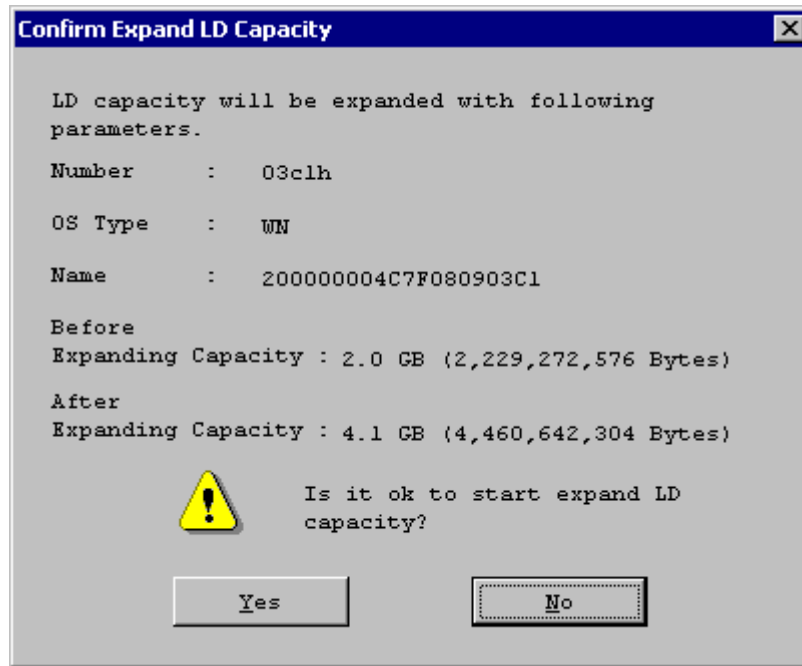 Confirm Expand LD Capacity
LD capacity will be expanded with following
parameters.
Number : 03c1h
OS Type : WN
Name : 200000004C7F080903C1
Before
Expanding Capacity : 2.0 GB (2,229,272,576 Bytes)
After
Expanding Capacity : 4.1 GB (4,460,642,304 Bytes)
Is it ok to start expand LD
capacity?
Yes No